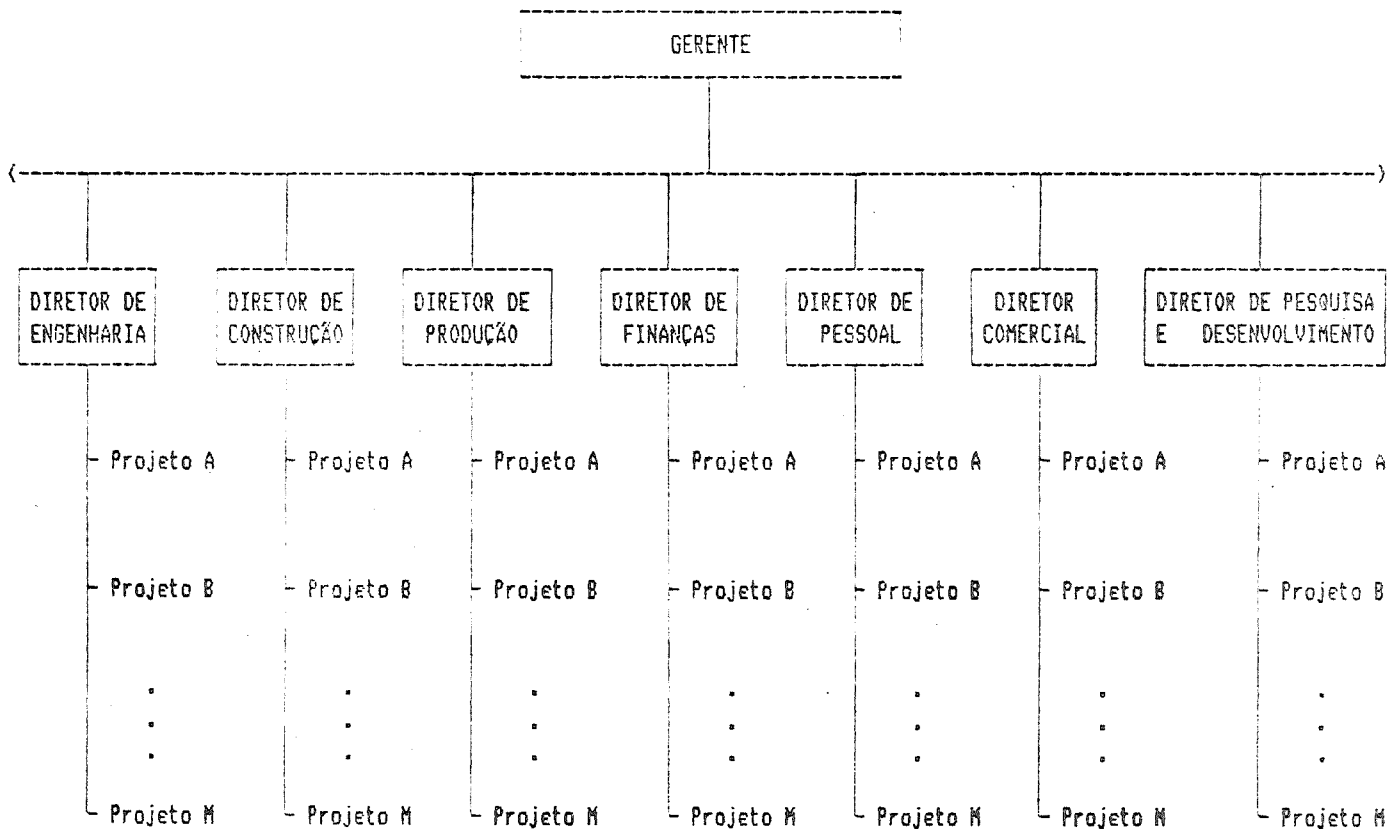 GERENTE
DIRETOR DE
ENGENHARIA
DIRETOR DE
CONSTRUÇÃO
DIRETOR DE
PRODUÇÃO
DIRETOR DE
FINANÇAS
DIRETOR DE
PESSOAL
DIRETOR
COMERCIAL
DIRETOR DE PESQUISA
E DESENVOLVIMENTO
- Projeto A - Projeto A - Projeto A - Projeto A - Projeto A - Projeto A - Projeto A
- Projeto B - Projeto B - Projeto B - Projeto B - Projeto B - Projeto B - Projeto B
- Projeto M - Projeto M - Projeto M - Projeto M - Projeto M - Projeto M - Projeto M